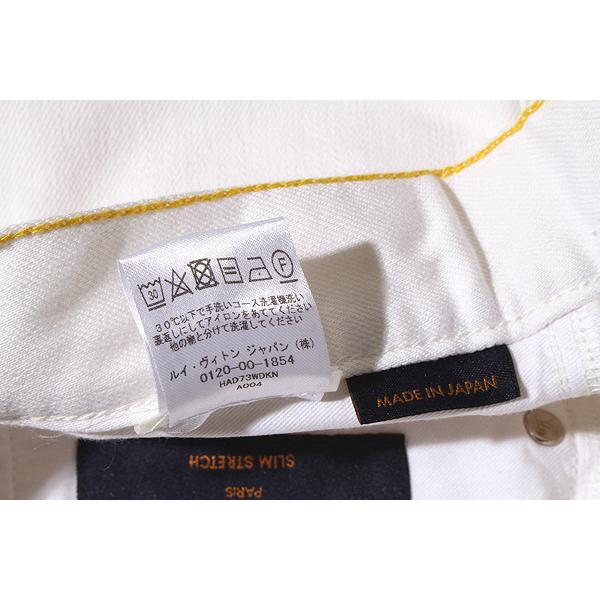 30
F
30℃以下で手洗いコース洗濯機洗い
裏返しにしてアイロンをあててください
他の物と分けて洗濯して下さい
ルイ・ヴィトン ジャパン (株)
0120-00-1854
HAD73WDKN
A004
MADE IN JAPAN
SLIM STRETCH
PARIS